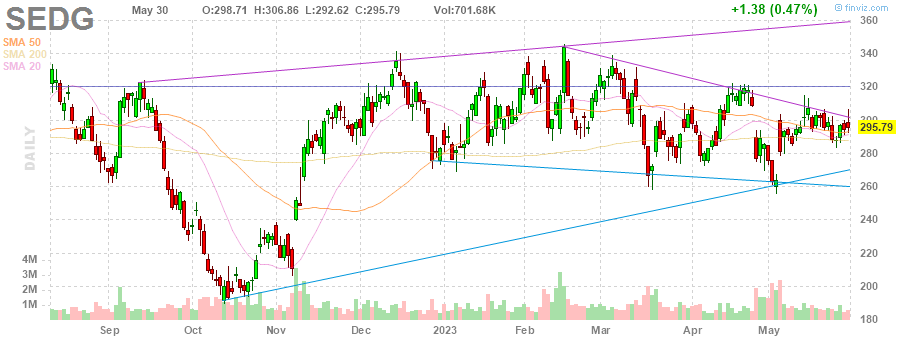 SEDG May 30 O:298.71 H:306.86 L:292.62 C:295.79 Vol:701.68K +1.38 (0.47%) © finviz.com
SMA 50
SMA 200
SMA 20
DAILY
360
340
320
300
295.79
280
260
240
220
200
180
4M
3M
2M
1M
Sep Oct Nov Dec 2023 Feb Mar Apr May